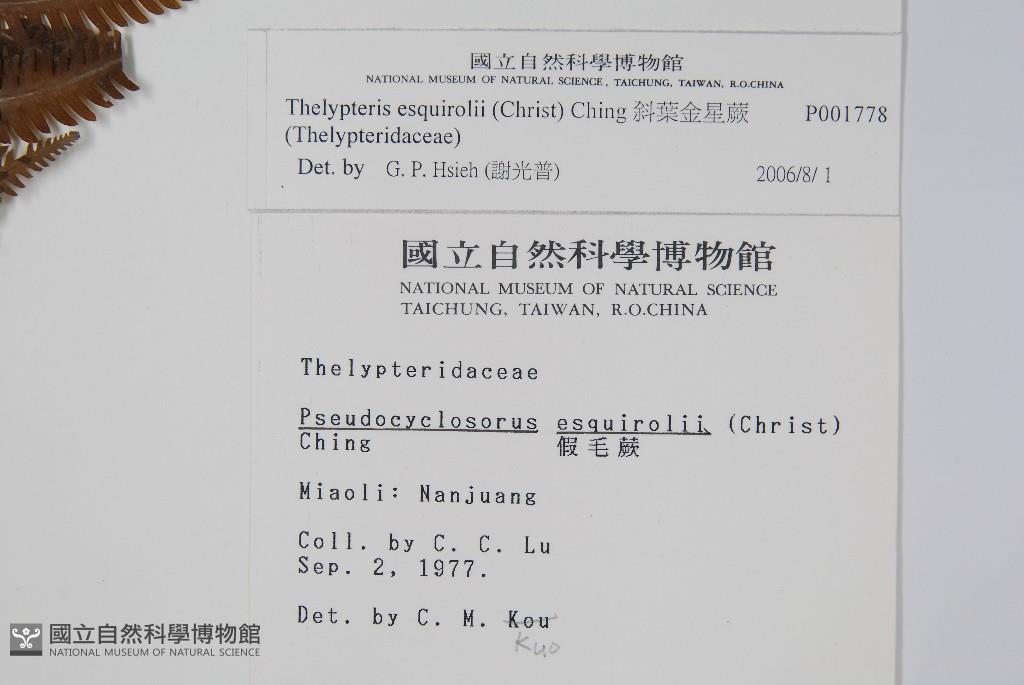 國立自然科學博物館
NATIONAL MUSEUM OF NATURAL SCIENCE, TAICHUNG, TAIWAN, R.O.CHINA
Thelypteris esquirolii (Christ) Ching 斜葉金星蕨 P001778
(Thelypteridaceae)
Det. by G. P. Hsieh (謝光普) 2006/8/ 1
國立自然科學博物館
NATIONAL MUSEUM OF NATURAL SCIENCE
TAICHUNG, TAIWAN, R.O.CHINA
Thelypteridaceae
Pseudocyclosorus esquirolii (Christ)
Ching 假毛蕨
Miaoli: Nanjuang
Coll. by C. C. Lu
Sep. 2, 1977.
Det. by C. M. Kou
Kuo
國立自然科學博物館
NATIONAL MUSEUM OF NATURAL SCIENCE